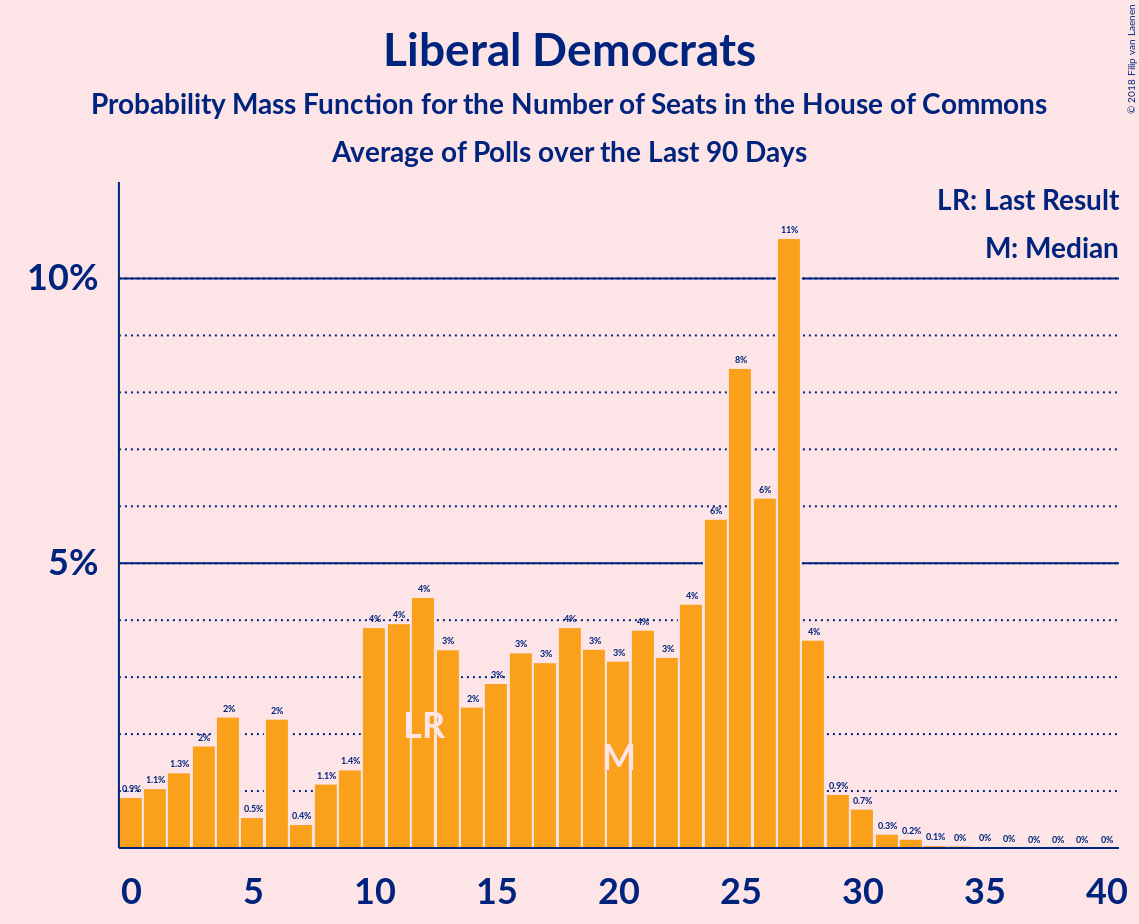 Liberal Democrats
Probability Mass Function for the Number of Seats in the House of Commons
Average of Polls over the Last 90 Days
© 2018 Filip van Laenen
LR: Last Result
M: Median
10%
5%
0.9% 1.1% 1.3% 2% 2% 0.5% 2% 0.4% 1.1% 1.4% 4% 4% 4% 3% 2% 3% 3% 3% 4% 3% 3% 4% 3% 4% 6% 8% 6% 11% 4% 0.9% 0.7% 0.3% 0.2% 0.1% 0% 0% 0% 0% 0% 0% 0%
LR
M
0 5 10 15 20 25 30 35 40